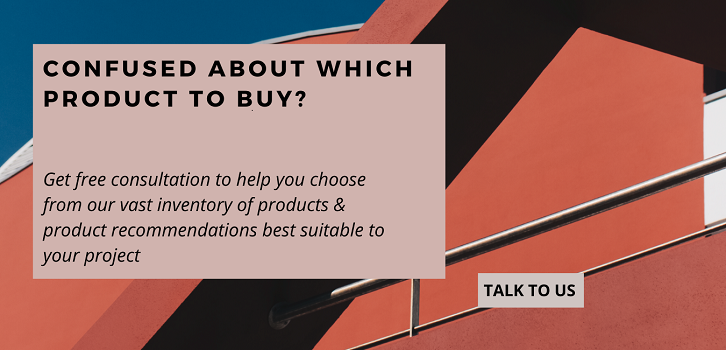 CONFUSED ABOUT WHICH
PRODUCT TO BUY?
Get free consultation to help you choose
from our vast inventory of products &
product recommendations best suitable to
your project
TALK TO US